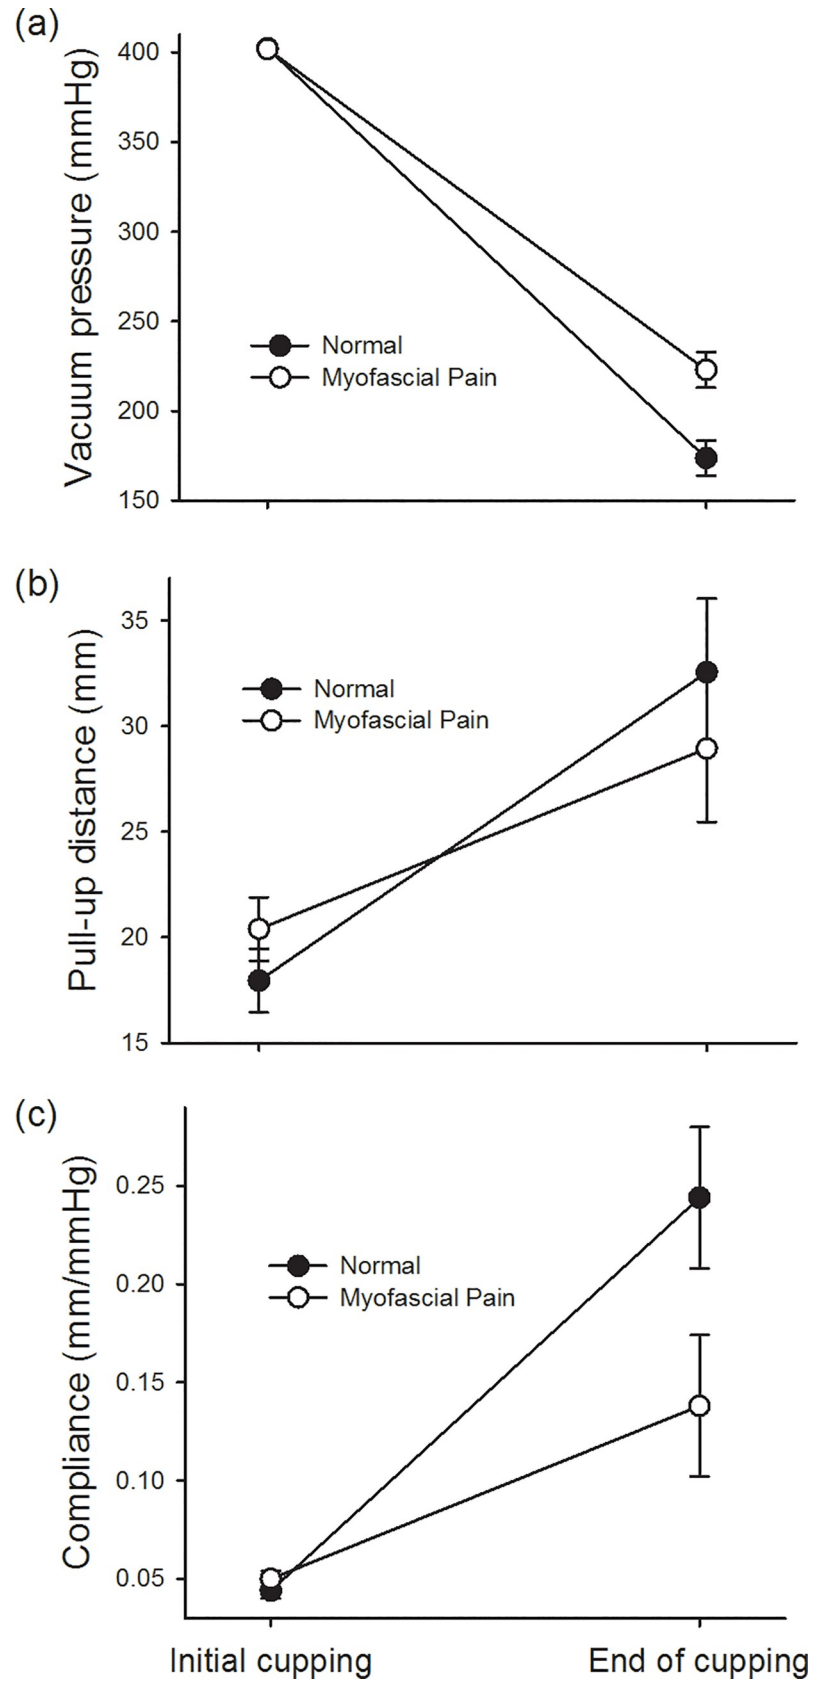 (a)
Vacuum pressure (mmHg)
400
350
300
250
200
150
Normal
Myofascial Pain
(b)
Pull-up distance (mm)
35
30
25
20
15
Normal
Myofascial Pain
(c)
Compliance (mm/mmHg)
0.25
0.20
0.15
0.10
0.05
Normal
Myofascial Pain
Initial cupping
End of cupping